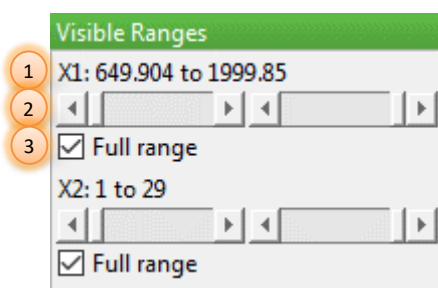 Visible Ranges
1 X1: 649.904 to 1999.85
2
3 Full range
X2: 1 to 29
Full range